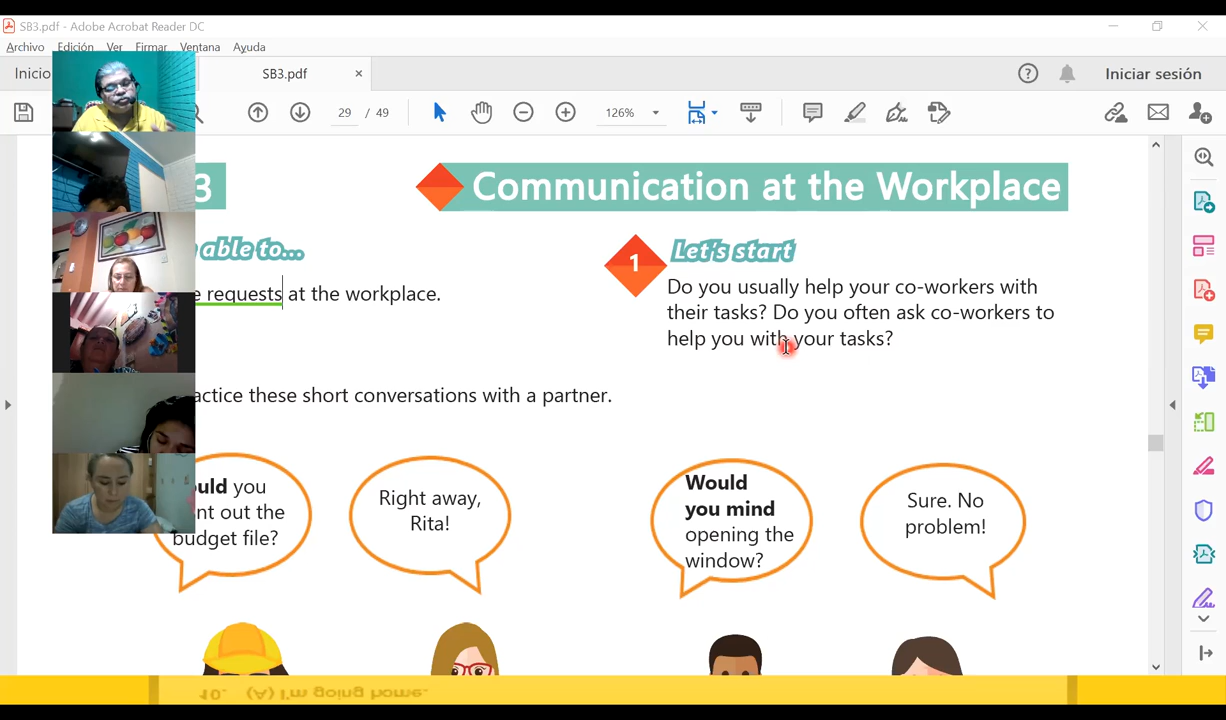 SB3.pdf - Adobe Acrobat Reader DC
Archivo Edición Ver Firmar Ventana Ayuda
Inicio SB3.pdf × Iniciar sesión
29 / 49 126%
3 Communication at the Workplace
able to...
requests at the workplace.
1 Let's start
Do you usually help your co-workers with
their tasks? Do you often ask co-workers to
help you with your tasks?
these short conversations with a partner.
you
out the
budget file?
Right away,
Rita!
Would
you mind
opening the
window?
Sure. No
problem!
10. (A) I'm going home.